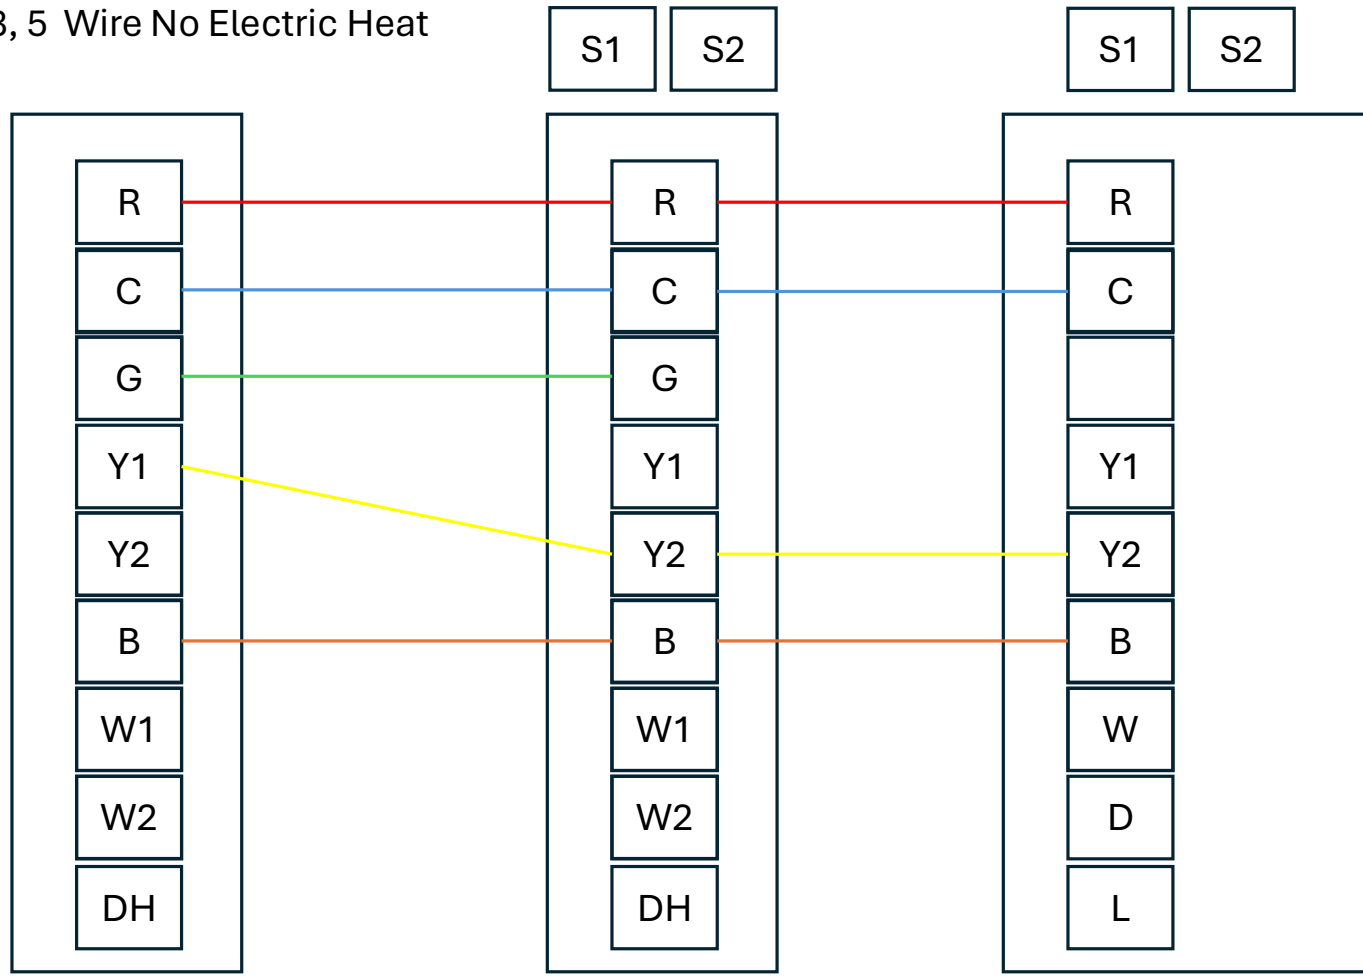 3, 5 Wire No Electric Heat
S1 S2 S1 S2
R R R
C C C
G G
Y1 Y1 Y1
Y2 Y2 Y2
B B B
W1 W1 W
W2 W2 D
DH DH L